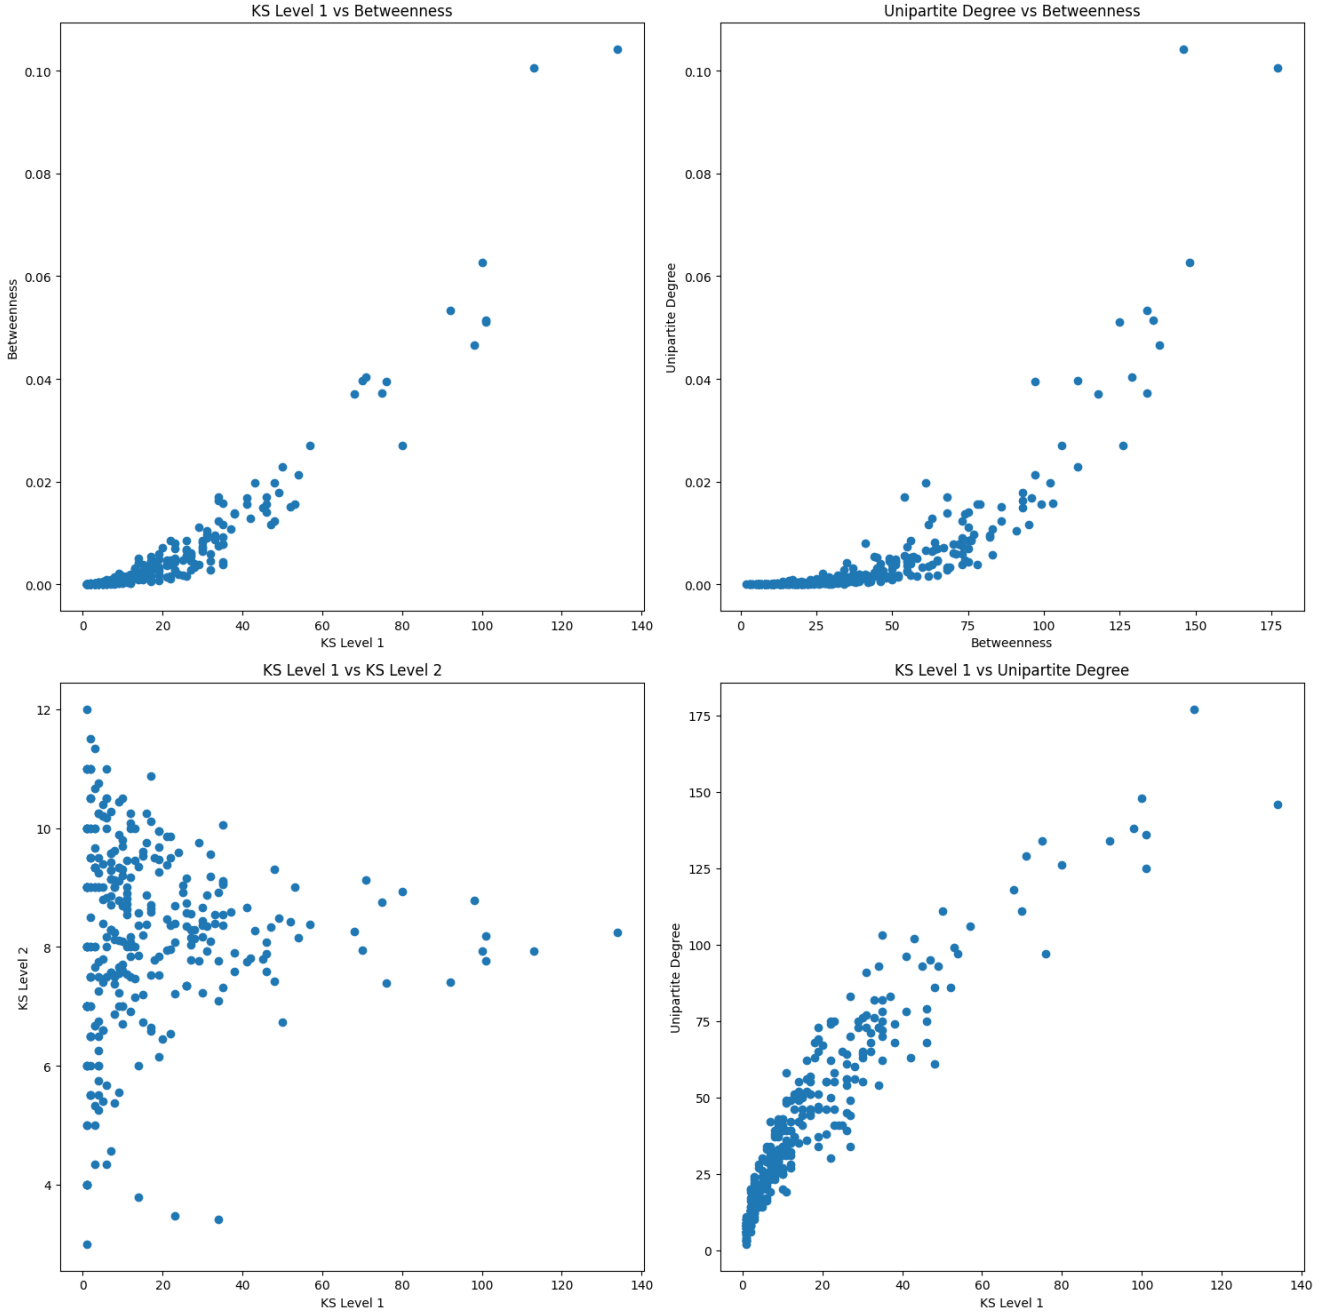 KS Level 1 vs Betweenness
0.10
0.08
0.06
0.04
0.02
0.00
Betweenness
0 20 40 60 80 100 120 140
KS Level 1
Unipartite Degree vs Betweenness
0.10
0.08
0.06
0.04
0.02
0.00
Unipartite Degree
0 25 50 75 100 125 150 175
Betweenness
KS Level 1 vs KS Level 2
12
10
8
6
4
KS Level 2
0 20 40 60 80 100 120 140
KS Level 1
KS Level 1 vs Unipartite Degree
175
150
125
100
75
50
25
0
Unipartite Degree
0 20 40 60 80 100 120 140
KS Level 1